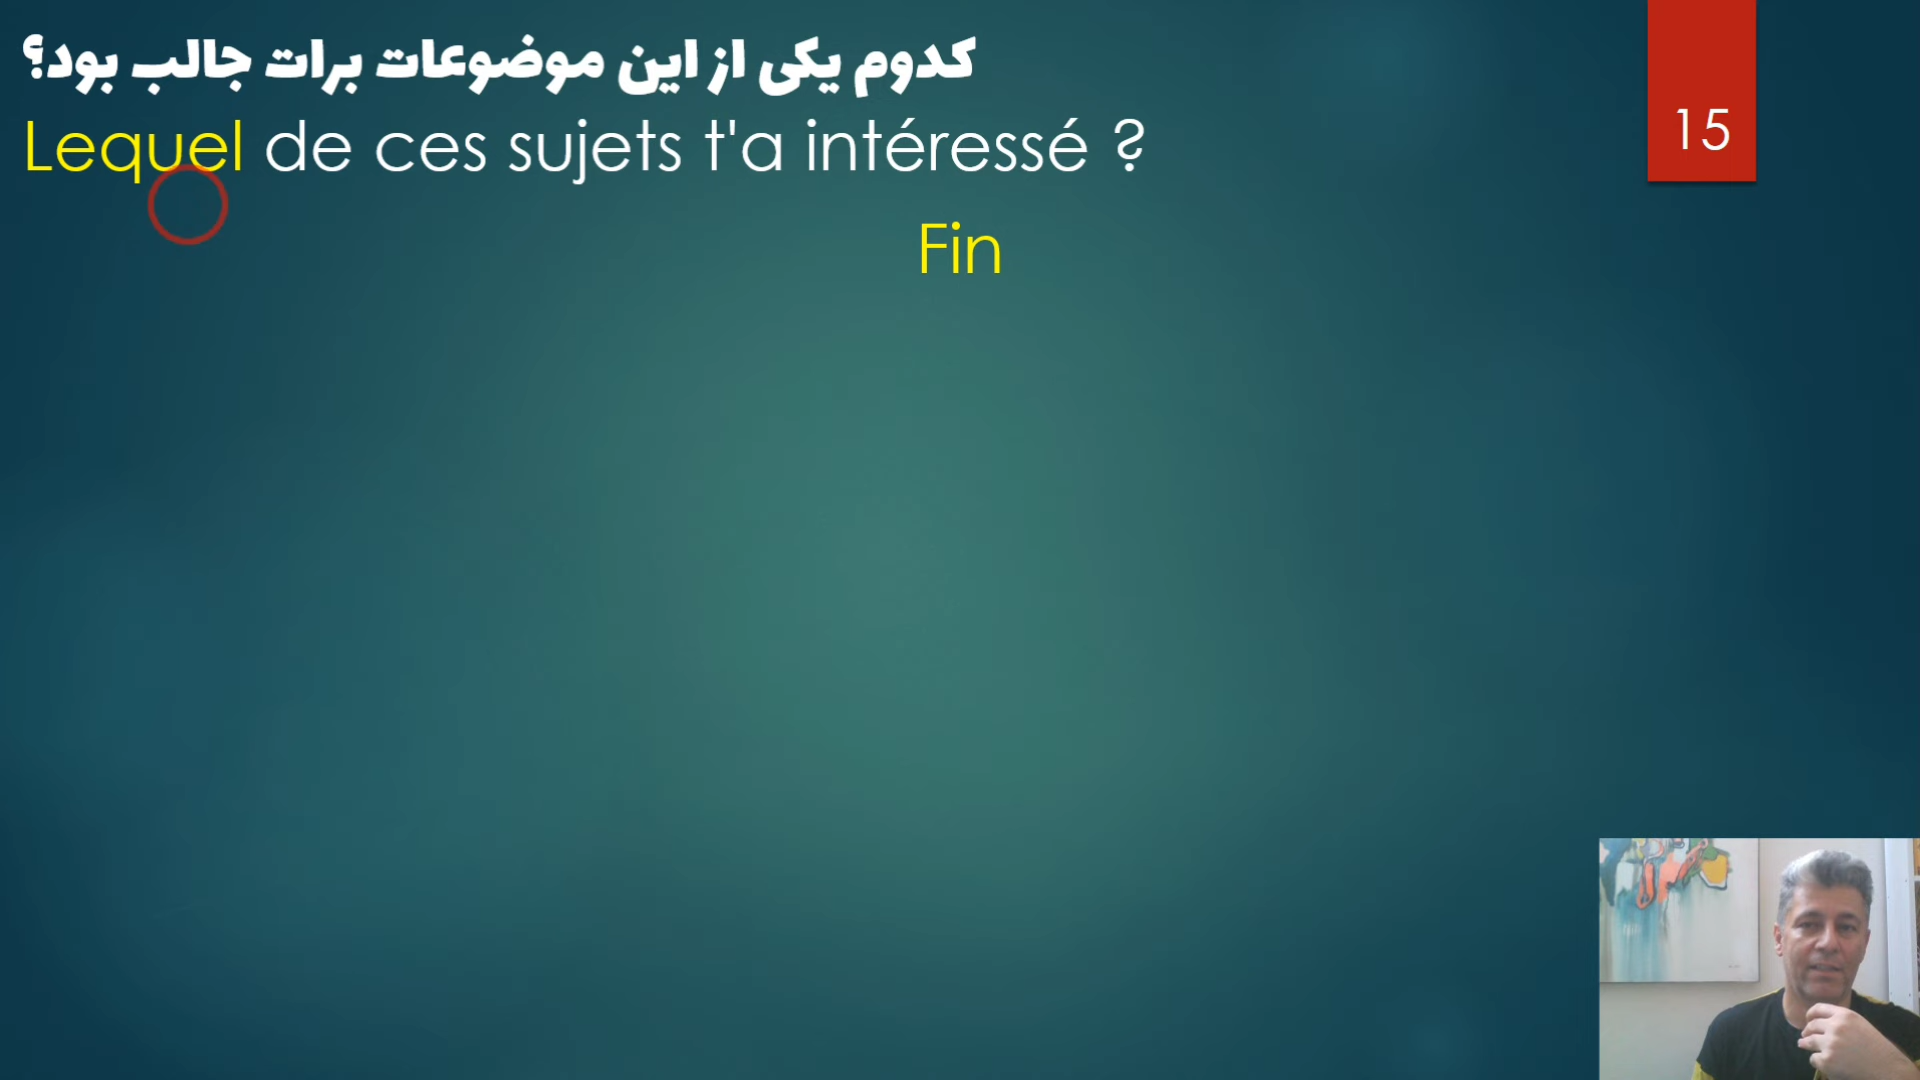 کدوم یکی از این موضوعات برات جالب بود؟
Lequel de ces sujets t'a intéressé ?
15
Fin